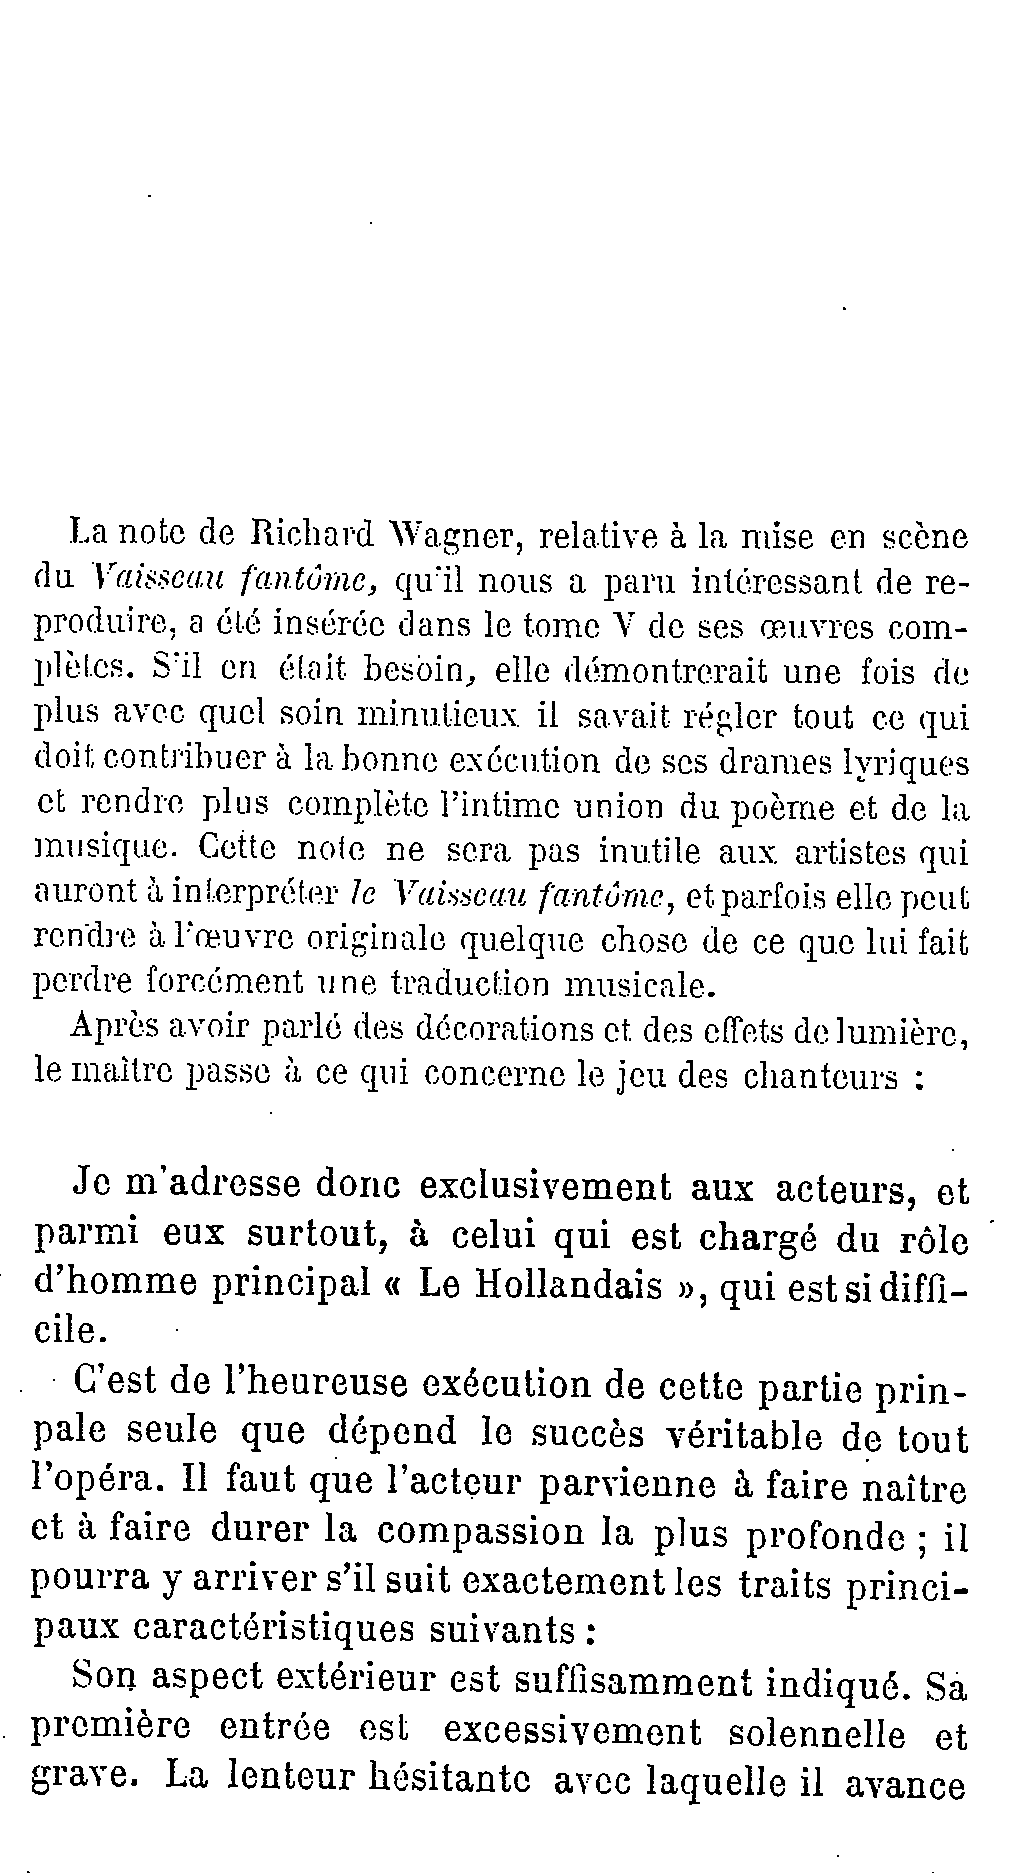 La note de Richard Wagner, relative à la mise en scène
du Vaisseau fantôme, qu'il nous a paru intéressant de re-
produire, a été insérée dans le tome V de ses œuvres com-
plètes. S'il en était besoin, elle démontrerait une fois de
plus avec quel soin minutieux il savait régler tout ce qui
doit contribuer à la bonne exécution de ses drames lyriques
et rendre plus complète l'intime union du poème et de la
musique. Cette note ne sera pas inutile aux artistes qui
auront à interpréter le Vaisseau fantôme, et parfois elle peut
rendre à l'œuvre originale quelque chose de ce que lui fait
perdre forcément une traduction musicale.
Après avoir parlé des décorations et des effets de lumière,
le maître passe à ce qui concerne le jeu des chanteurs :
Je m'adresse donc exclusivement aux acteurs, et
parmi eux surtout, à celui qui est chargé du rôle
d'homme principal « Le Hollandais », qui est si diffi-
cile.
C'est de l'heureuse exécution de cette partie prin-
pale seule que dépend le succès véritable de tout
l'opéra. Il faut que l'acteur parvienne à faire naître
et à faire durer la compassion la plus profonde ; il
pourra y arriver s'il suit exactement les traits princi-
paux caractéristiques suivants :
Son aspect extérieur est suffisamment indiqué. Sa
première entrée est excessivement solennelle et
grave. La lenteur hésitante avec laquelle il avance